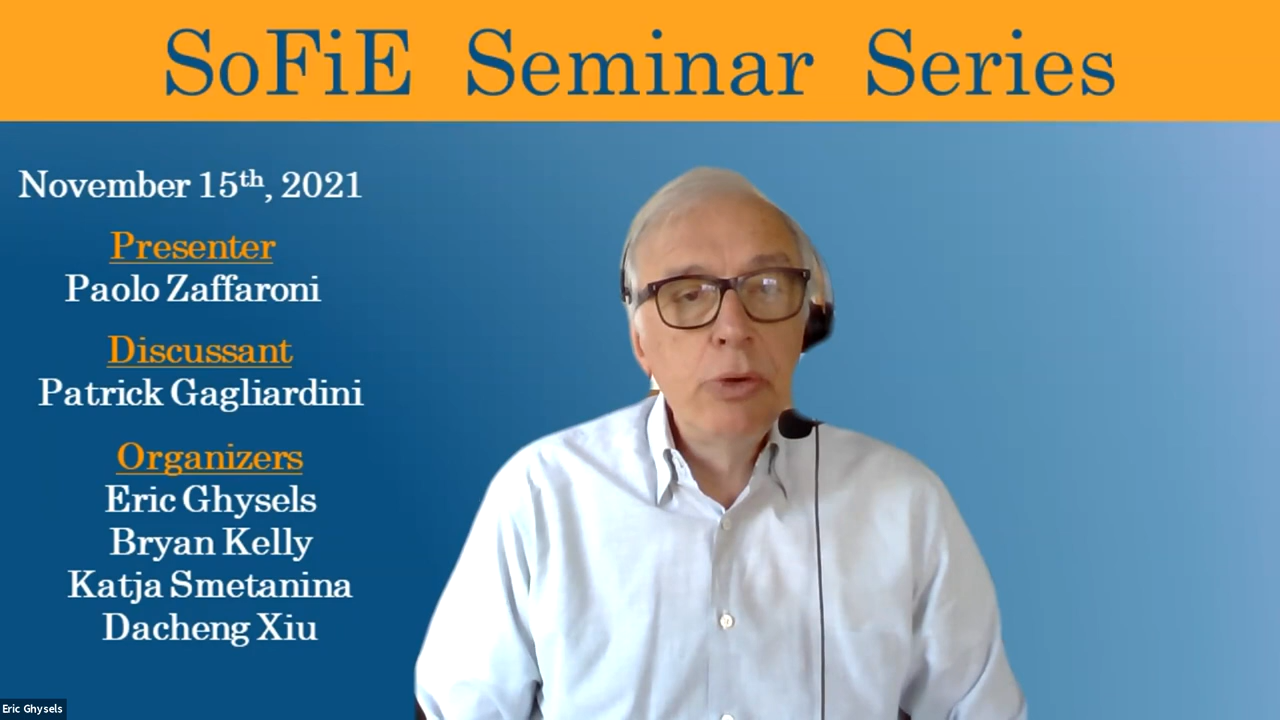 SoFiE Seminar Series
November 15th, 2021
Presenter
Paolo Zaffaroni
Discussant
Patrick Gagliardini
Organizers
Eric Ghysels
Bryan Kelly
Katja Smetanina
Dacheng Xiu
Eric Ghysels